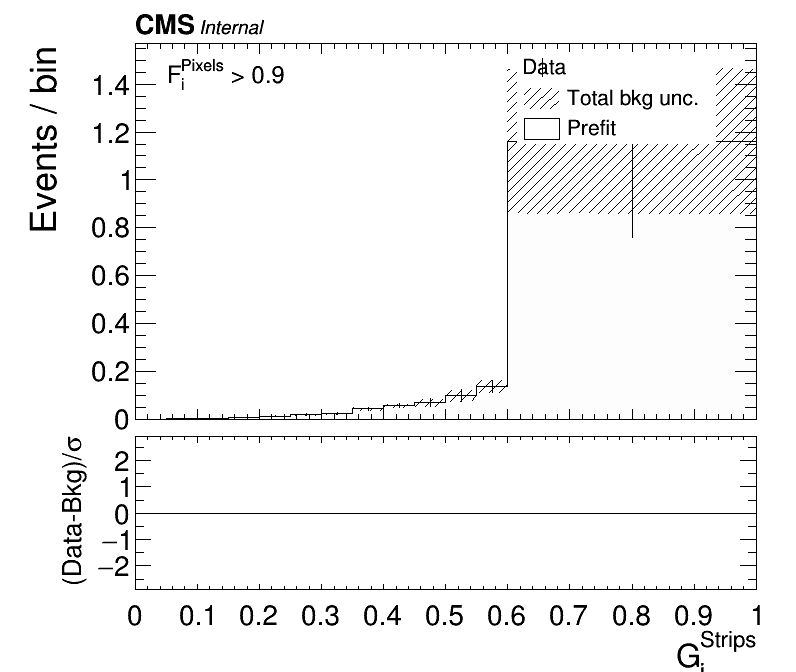 CMS Internal
F_i^Pixels > 0.9
Data
Total bkg unc.
Prefit
Events / bin
1.4
1.2
1
0.8
0.6
0.4
0.2
0
(Data-Bkg)/σ
2
1
0
−1
−2
0 0.1 0.2 0.3 0.4 0.5 0.6 0.7 0.8 0.9 1
G_i^Strips